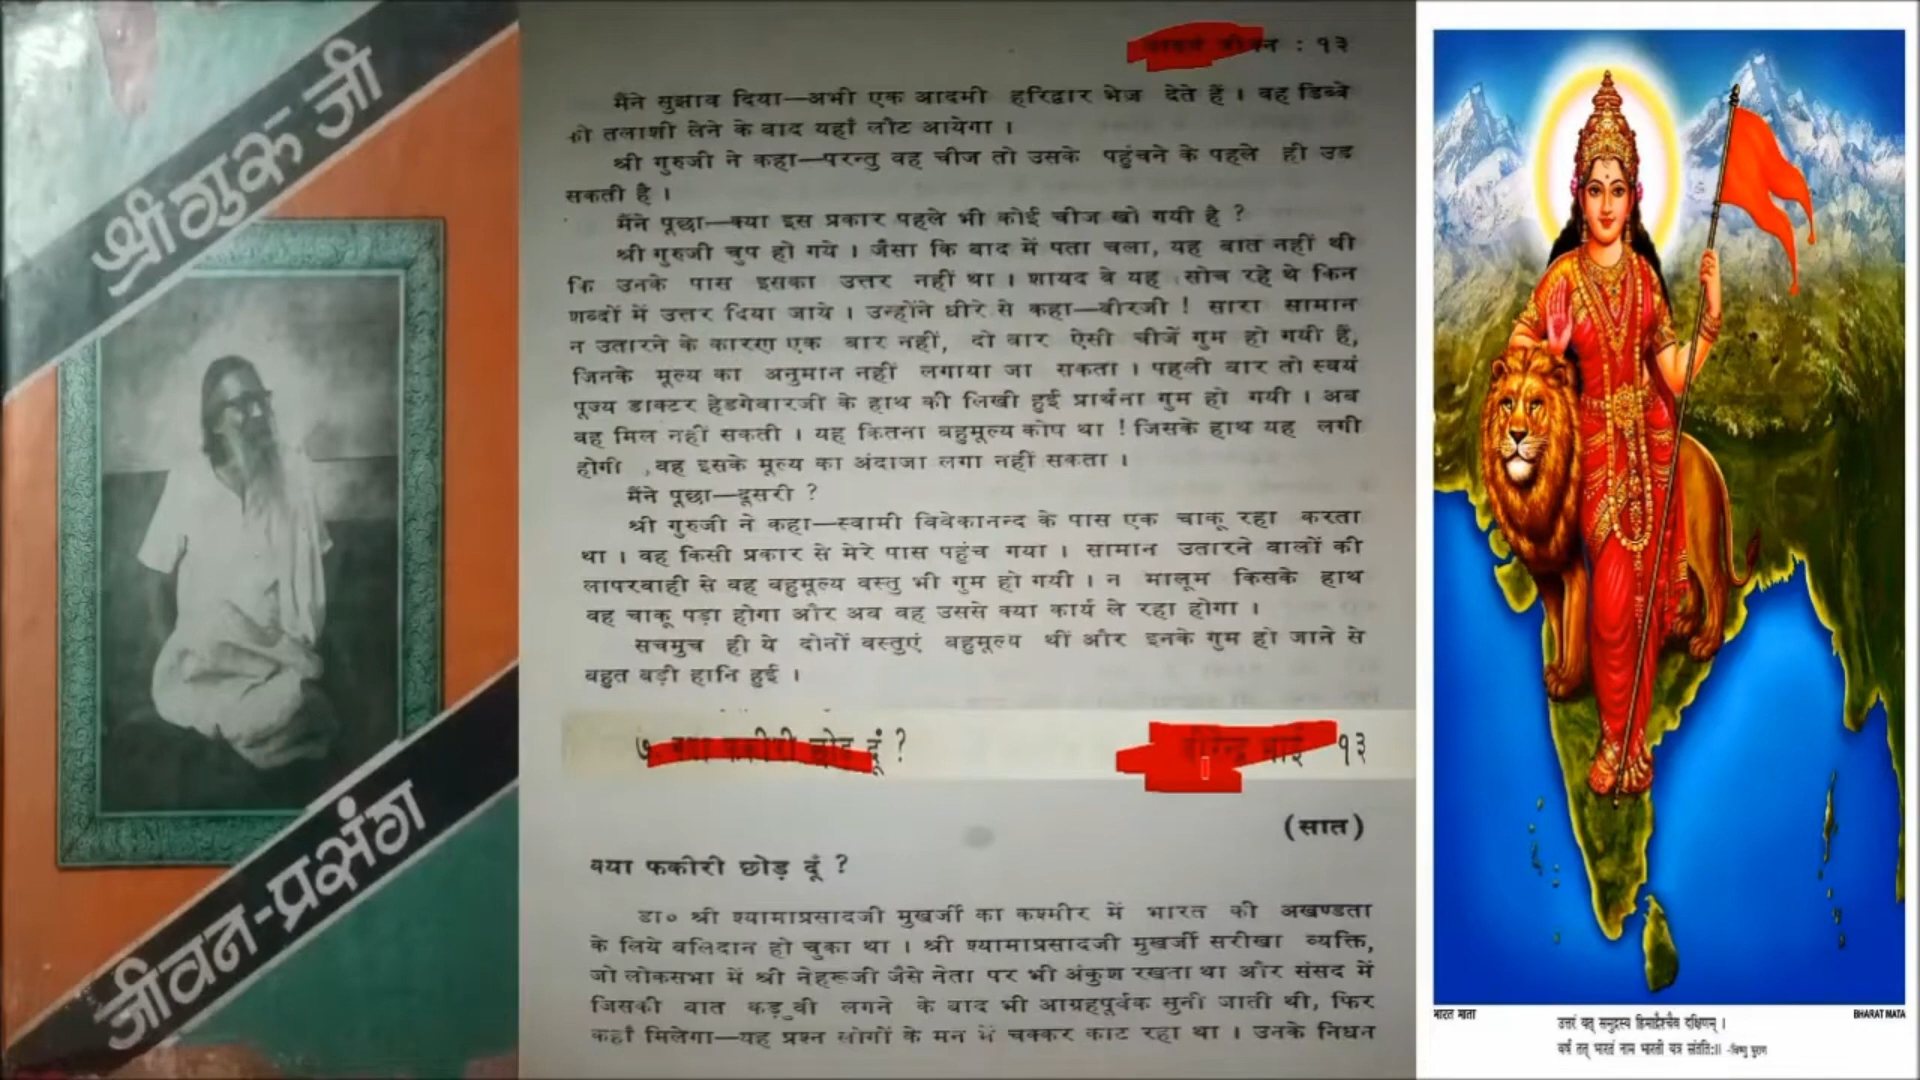 श्री गुरु जी
जीवन-प्रसंग
जीवन : १३
मैंने सुझाव दिया—अभी एक आदमी हरिद्वार भेज देते हैं । वह डिब्बे
को तलाशी लेने के बाद यहाँ लौट आयेगा ।
श्री गुरुजी ने कहा—परन्तु वह चीज तो उसके पहुंचने के पहले ही उड
सकती है ।
मैंने पूछा—क्या इस प्रकार पहले भी कोई चीज खो गयी है ?
श्री गुरुजी चुप हो गये । जैसा कि बाद में पता चला, यह बात नहीं थी
कि उनके पास इसका उत्तर नहीं था । शायद वे यह सोच रहे थे किन
शब्दों में उत्तर दिया जाये । उन्होंने धीरे से कहा—वीरजी ! सारा सामान
न उतारने के कारण एक बार नहीं, दो बार ऐसी चीजें गुम हो गयी हैं,
जिनके मूल्य का अनुमान नहीं लगाया जा सकता । पहली बार तो स्वयं
पूज्य डाक्टर हेडगेवारजी के हाथ की लिखी हुई प्रार्थना गुम हो गयी । अब
वह मिल नहीं सकती । यह कितना बहुमूल्य कोष था ! जिसके हाथ यह लगी
होगी ,वह इसके मूल्य का अंदाजा लगा नहीं सकता ।
मैंने पूछा—दूसरी ?
श्री गुरुजी ने कहा—स्वामी विवेकानन्द के पास एक चाकू रहा करता
था । वह किसी प्रकार से मेरे पास पहुंच गया । सामान उतारने वालों की
लापरवाही से वह बहुमूल्य वस्तु भी गुम हो गयी । न मालूम किसके हाथ
वह चाकू पड़ा होगा और अब वह उससे क्या कार्य ले रहा होगा ।
सचमुच ही ये दोनों वस्तुएं बहुमूल्य थीं और इनके गुम हो जाने से
बहुत बड़ी हानि हुई ।
७ क्या फकीरी छोड़ दूं ? १३
(सात)
क्या फकीरी छोड़ दूँ ?
डा० श्री श्यामाप्रसादजी मुखर्जी का कश्मीर में भारत की अखण्डता
के लिये बलिदान हो चुका था । श्री श्यामाप्रसादजी मुखर्जी सरीखा व्यक्ति,
जो लोकसभा में श्री नेहरूजी जैसे नेता पर भी अंकुश रखता था और संसद में
जिसकी बात कड़ुवी लगने के बाद भी आग्रहपूर्वक सुनी जाती थी, फिर
कहाँ मिलेगा—यह प्रश्न लोगों के मन में चक्कर काट रहा था । उनके निधन
भारत माता
BHARAT MATA
उत्तरं यत् समुद्रस्य हिमाद्रेश्चैव दक्षिणम् ।
वर्षं तत् भारतं नाम भारती यत्र संततिः॥ -विष्णु पुराण